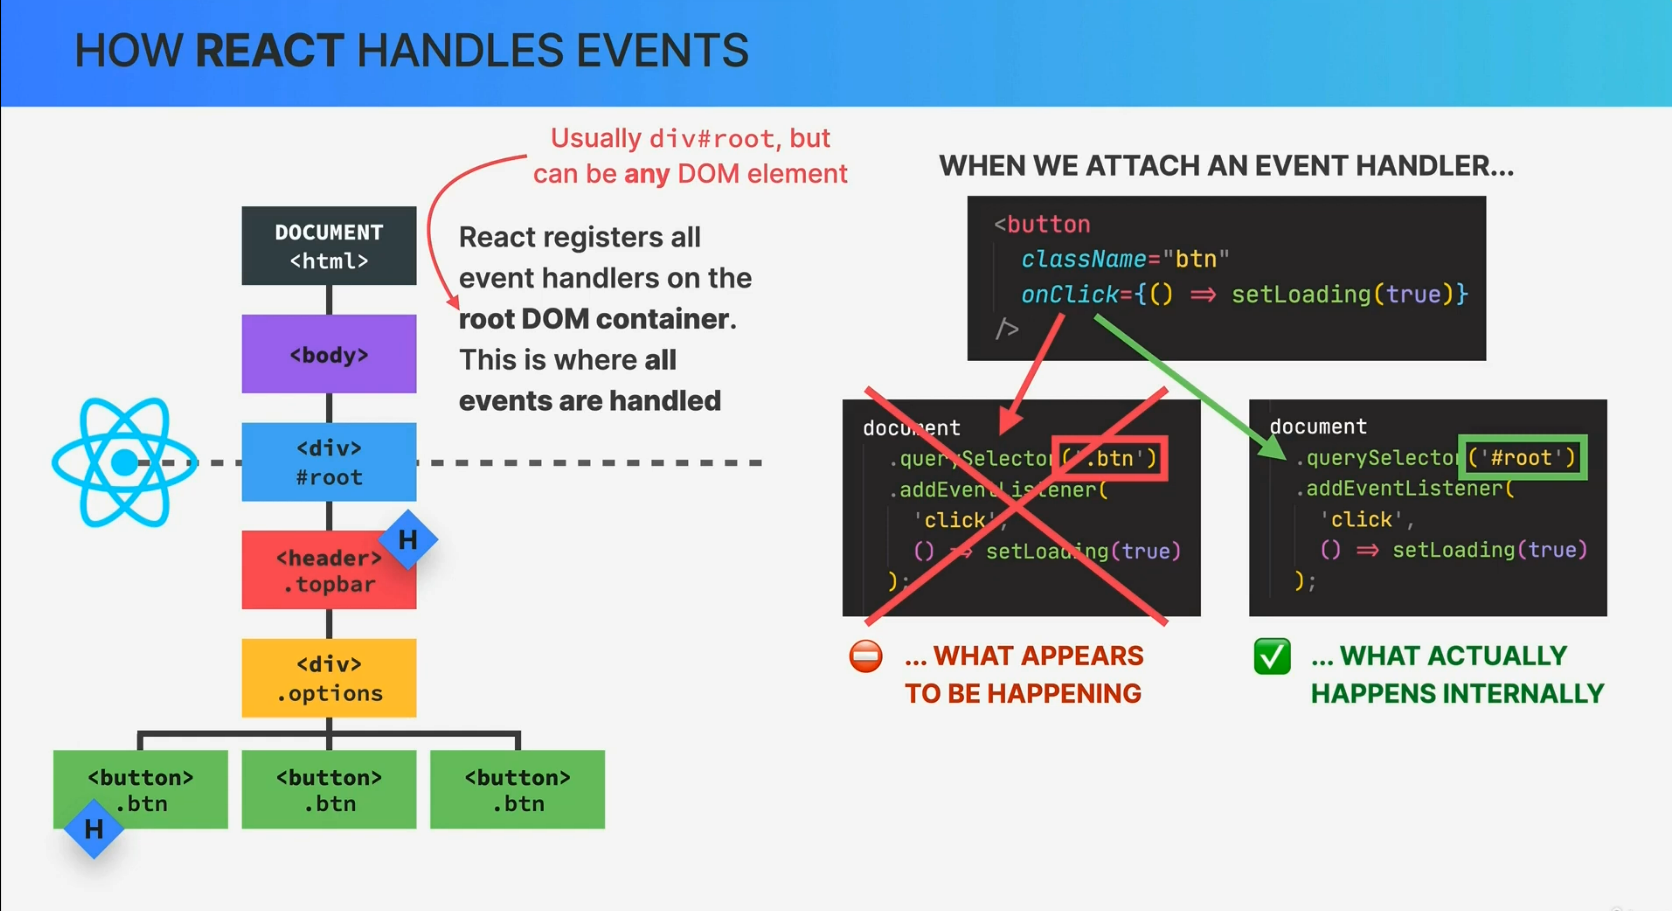 HOW REACT HANDLES EVENTS
Usually div#root, but
can be any DOM element
DOCUMENT
<html>
<body>
<div>
#root
<header>
.topbar
H
<div>
.options
<button>
.btn
H
<button>
.btn
<button>
.btn
React registers all
event handlers on the
root DOM container.
This is where all
events are handled
WHEN WE ATTACH AN EVENT HANDLER...
<button
className="btn"
onClick={() => setLoading(true)}
/>
document
.querySelector('.btn')
.addEventListener(
'click',
() => setLoading(true)
);
... WHAT APPEARS
TO BE HAPPENING
document
.querySelector('#root')
.addEventListener(
'click',
() => setLoading(true)
);
... WHAT ACTUALLY
HAPPENS INTERNALLY